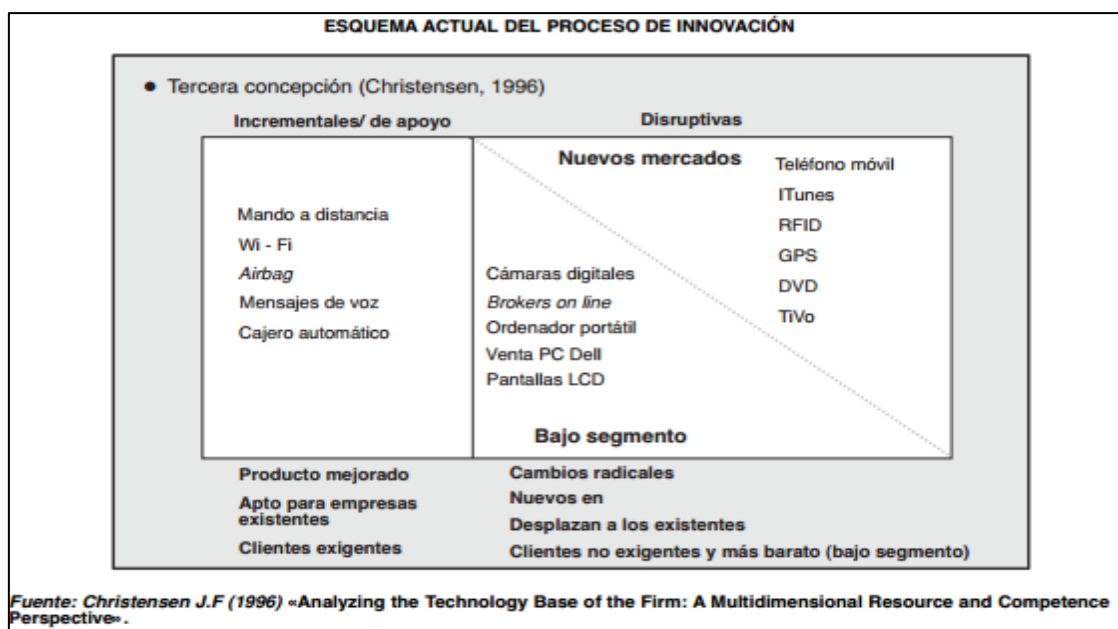 ESQUEMA ACTUAL DEL PROCESO DE INNOVACIÓN
● Tercera concepción (Christensen, 1996)
Incrementales/ de apoyo
Disruptivas
Mando a distancia
Wi - Fi
Airbag
Mensajes de voz
Cajero automático
Nuevos mercados
Teléfono móvil
ITunes
RFID
GPS
DVD
TiVo
Cámaras digitales
Brokers on line
Ordenador portátil
Venta PC Dell
Pantallas LCD
Bajo segmento
Producto mejorado
Apto para empresas
existentes
Clientes exigentes
Cambios radicales
Nuevos en
Desplazan a los existentes
Clientes no exigentes y más barato (bajo segmento)
Fuente: Christensen J.F (1996) «Analyzing the Technology Base of the Firm: A Multidimensional Resource and Competence
Perspective».